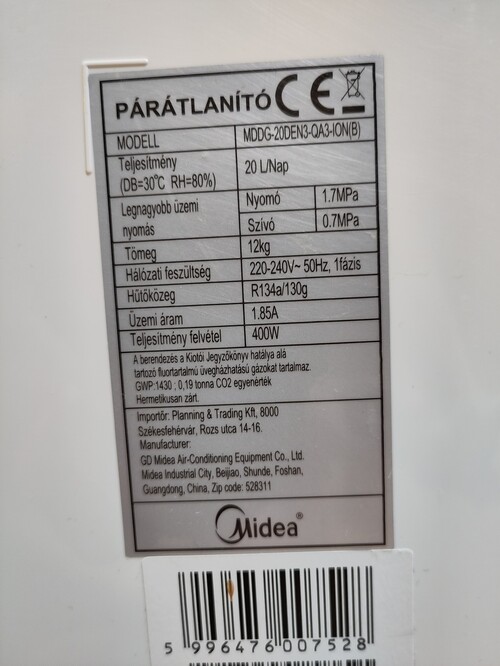 PÁRÁTLANÍTÓ CE
MODELL MDDG-20DEN3-QA3-ION(B)
Teljesítmény
(DB=30°C RH=80%) 20 L/Nap
Legnagyobb üzemi
nyomás
Nyomó 1.7MPa
Szívó 0.7MPa
Tömeg 12kg
Hálózati feszültség 220-240V~ 50Hz, 1fázis
Hűtőközeg R134a/130g
Üzemi áram 1.85A
Teljesítmény felvétel 400W
A berendezés a Kiotói Jegyzőkönyv hatálya alá
tartozó fluortartalmú üvegházhatású gázokat tartalmaz.
GWP:1430 ; 0,19 tonna CO2 egyenérték
Hermetikusan zárt.
Importőr: Planning & Trading Kft, 8000
Székesfehérvár, Rozs utca 14-16.
Manufacturer:
GD Midea Air-Conditioning Equipment Co., Ltd.
Midea Industrial City, Beijiao, Shunde, Foshan,
Guangdong, China, Zip code: 528311
Midea®
5 996476 007528